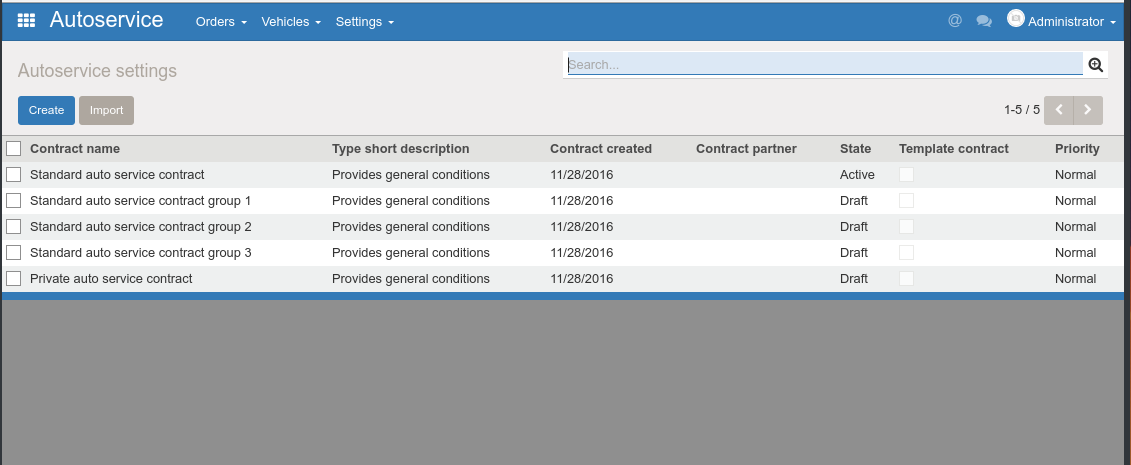 Autoservice Orders Vehicles Settings @ Administrator
Autoservice settings Search...
Create Import 1-5 / 5
Contract name Type short description Contract created Contract partner State Template contract Priority
Standard auto service contract Provides general conditions 11/28/2016 Active Normal
Standard auto service contract group 1 Provides general conditions 11/28/2016 Draft Normal
Standard auto service contract group 2 Provides general conditions 11/28/2016 Draft Normal
Standard auto service contract group 3 Provides general conditions 11/28/2016 Draft Normal
Private auto service contract Provides general conditions 11/28/2016 Draft Normal